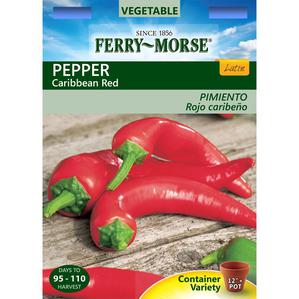 VEGETABLE
SINCE 1856
FERRY~MORSE®
PEPPER
Caribbean Red
Latin
PIMIENTO
Rojo caribeño
DAYS TO
95 - 110
HARVEST
Container
Variety
12"
POT